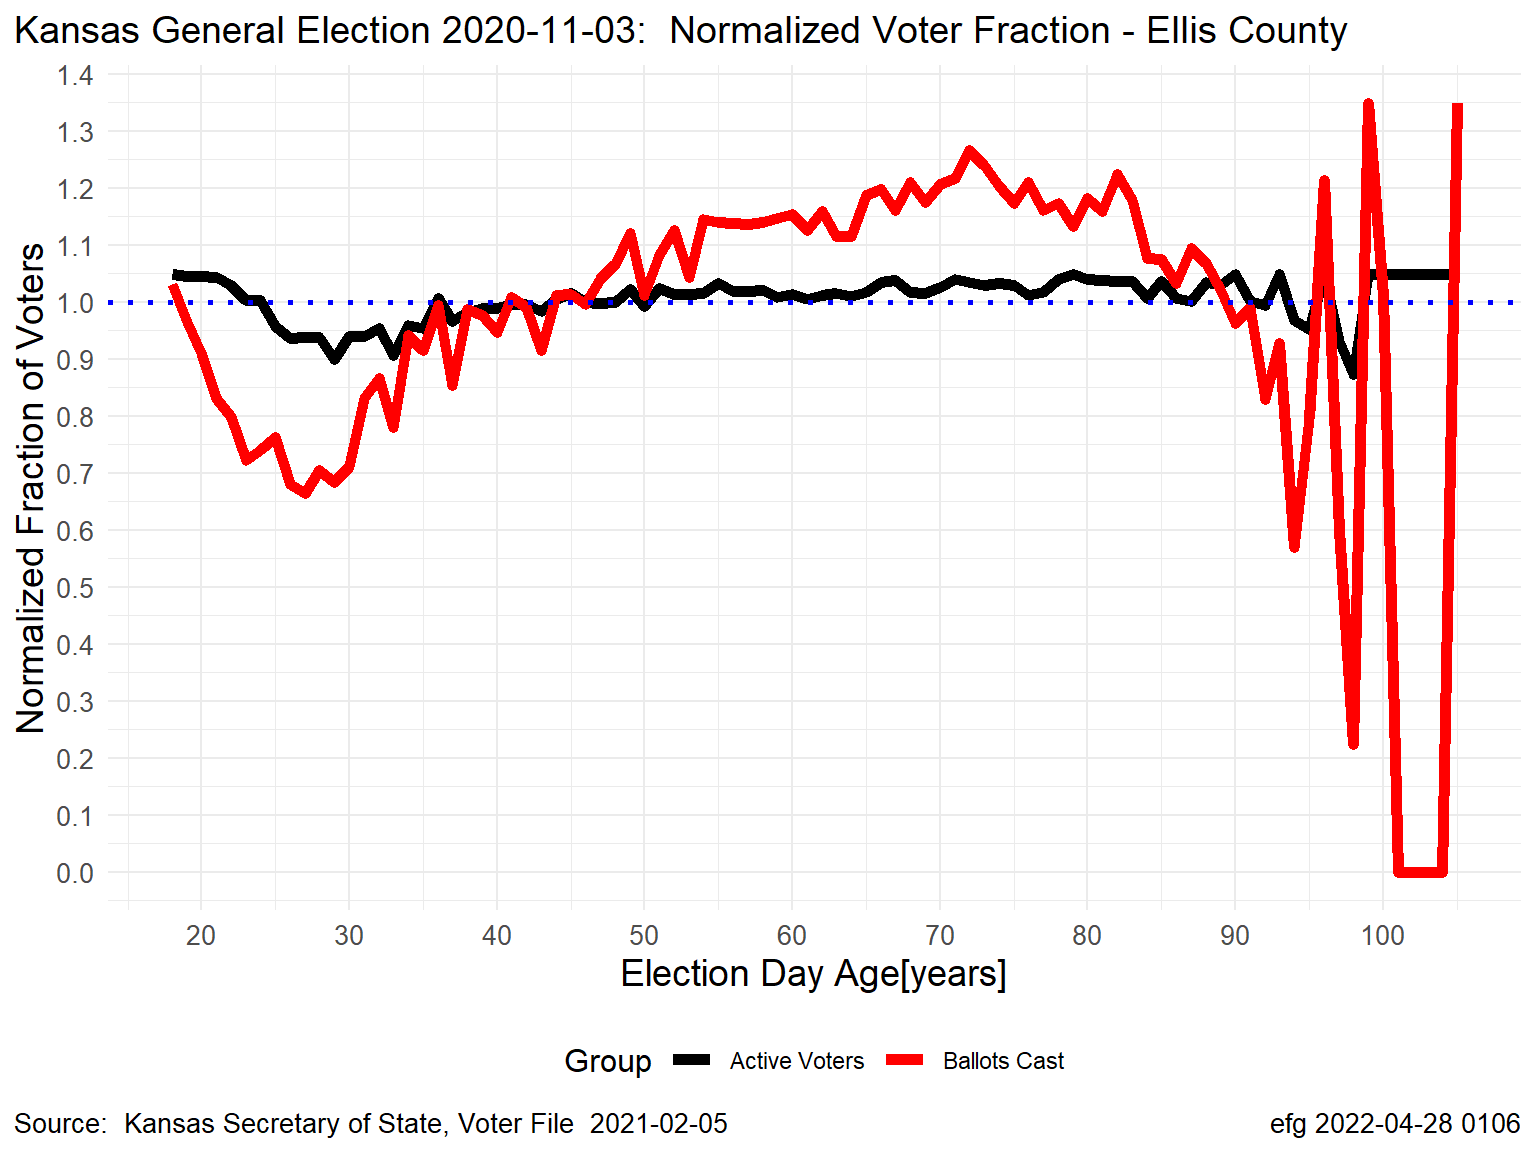 Kansas General Election 2020-11-03:  Normalized Voter Fraction - Ellis County
Normalized Fraction of Voters
1.4
1.3
1.2
1.1
1.0
0.9
0.8
0.7
0.6
0.5
0.4
0.3
0.2
0.1
0.0
20 30 40 50 60 70 80 90 100
Election Day Age[years]
Group Active Voters Ballots Cast
Source:  Kansas Secretary of State, Voter File  2021-02-05
efg 2022-04-28 0106